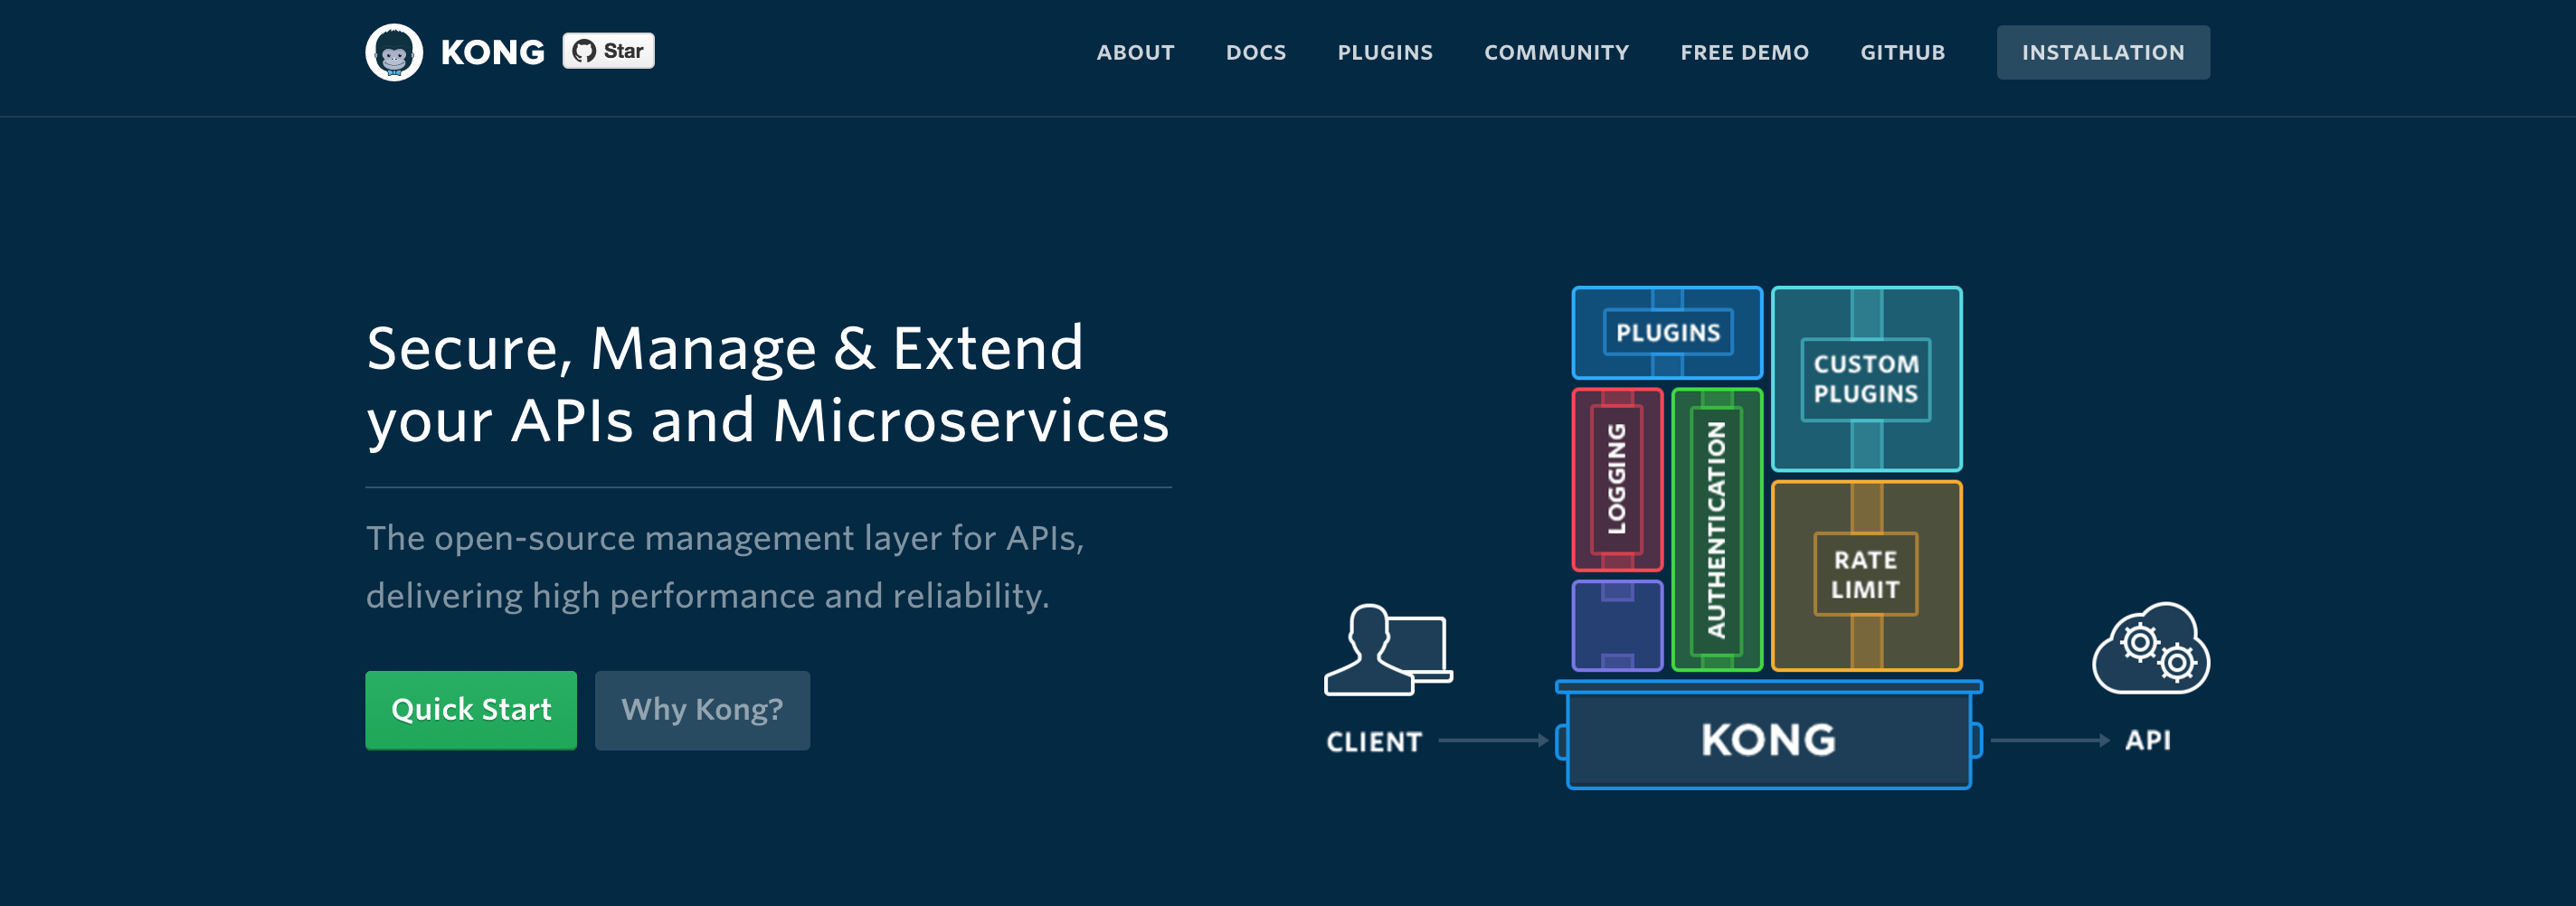 KONG
Star
ABOUT
DOCS
PLUGINS
COMMUNITY
FREE DEMO
GITHUB
INSTALLATION
Secure, Manage & Extend
your APIs and Microservices
The open-source management layer for APIs,
delivering high performance and reliability.
Quick Start
Why Kong?
PLUGINS
CUSTOM
PLUGINS
LOGGING
AUTHENTICATION
RATE
LIMIT
CLIENT
KONG
API